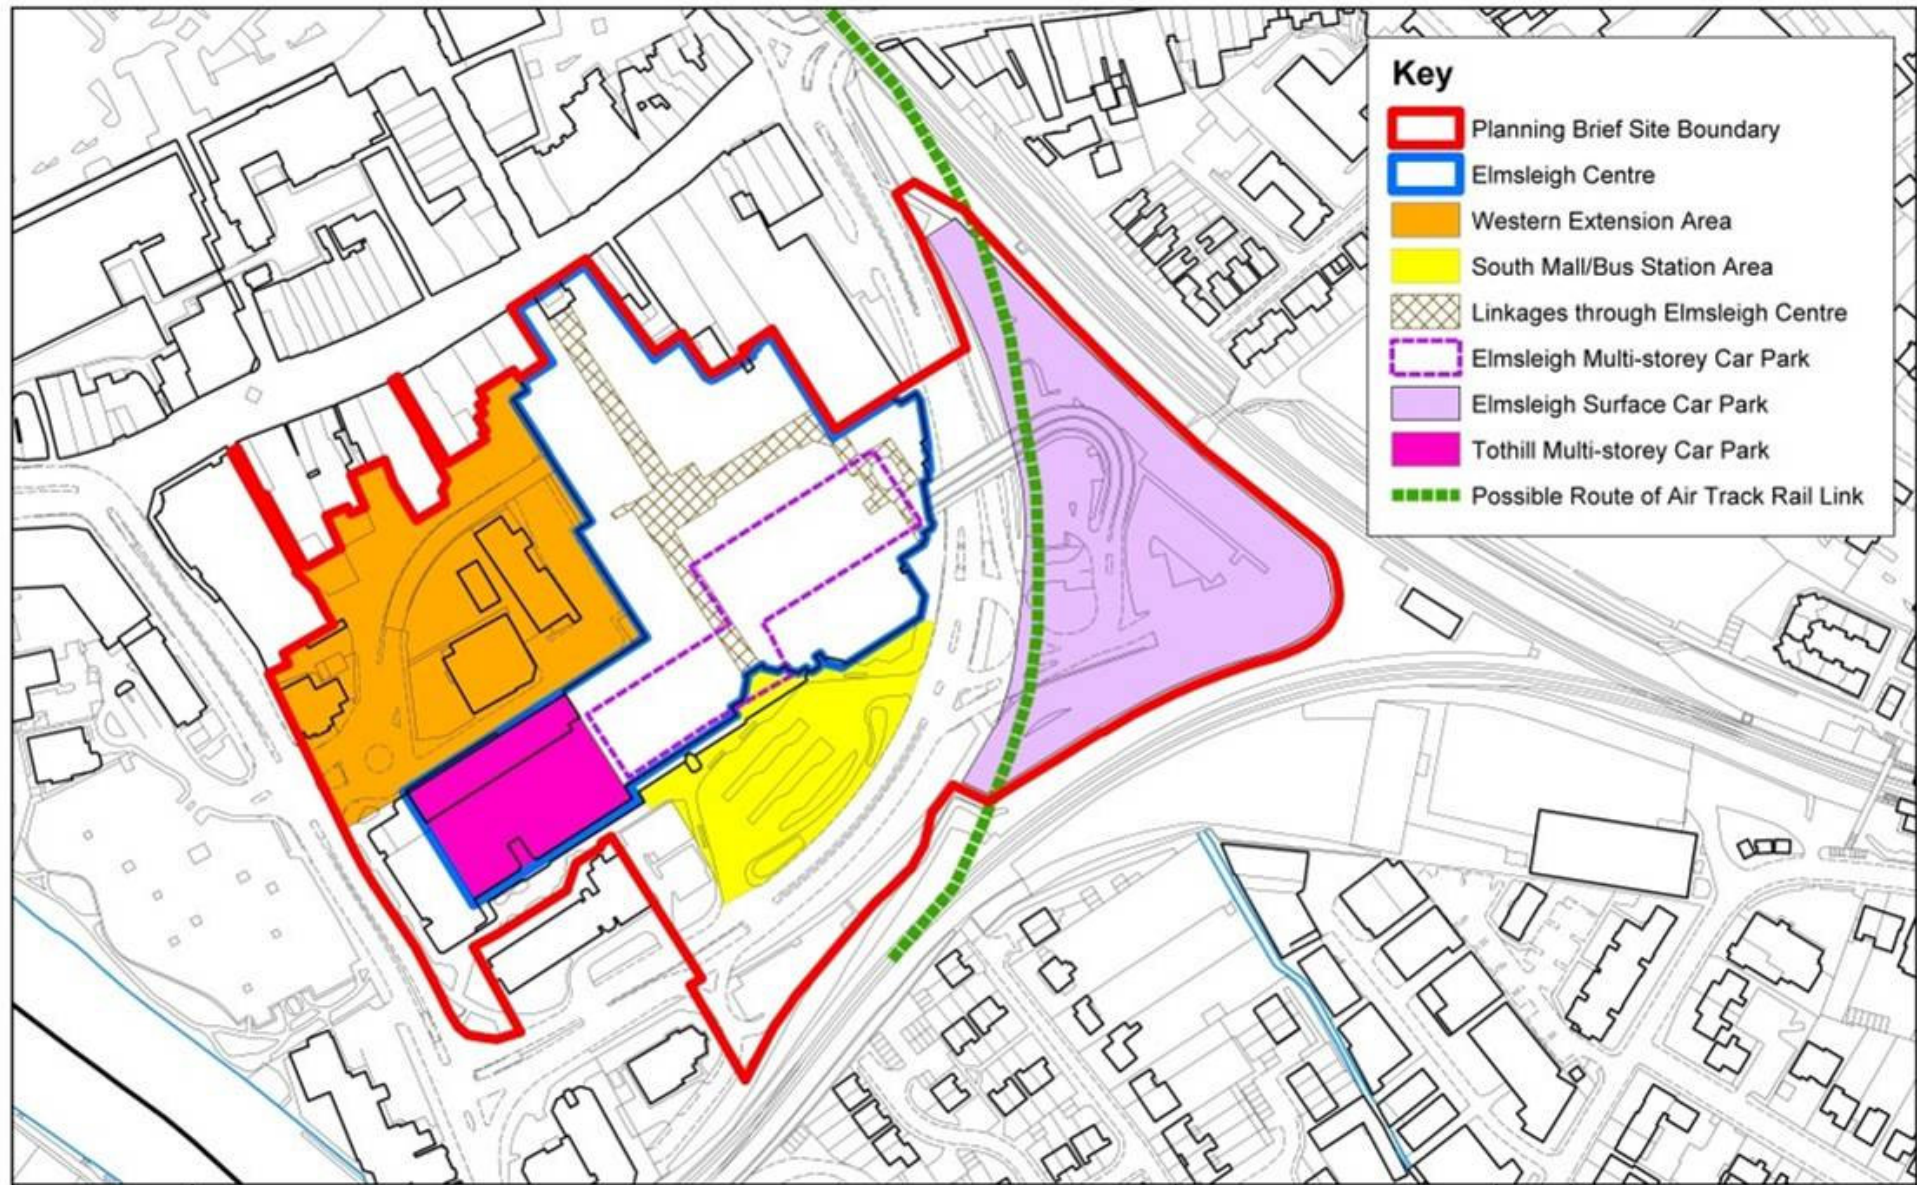 Key
Planning Brief Site Boundary
Elmsleigh Centre
Western Extension Area
South Mall/Bus Station Area
Linkages through Elmsleigh Centre
Elmsleigh Multi-storey Car Park
Elmsleigh Surface Car Park
Tothill Multi-storey Car Park
Possible Route of Air Track Rail Link